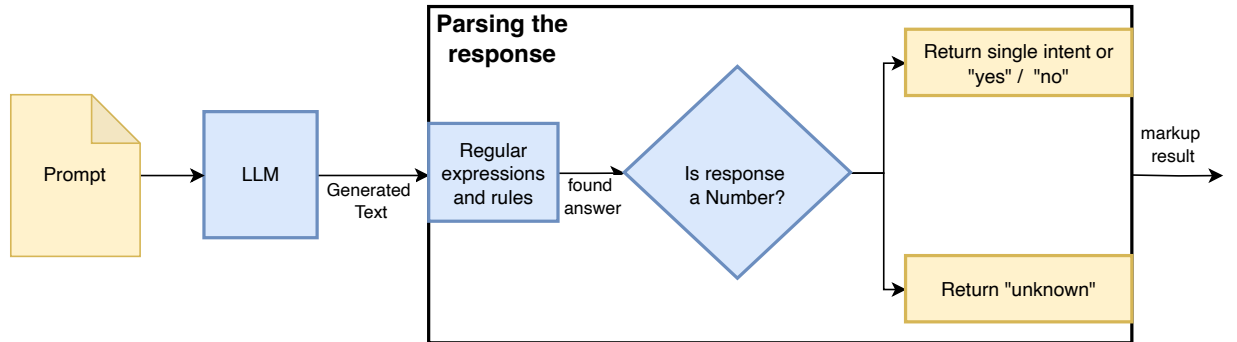 Parsing the
response
Prompt
LLM
Generated
Text
Regular
expressions
and rules
found
answer
Is response
a Number?
Return single intent or
"yes" /  "no"
Return "unknown"
markup
result